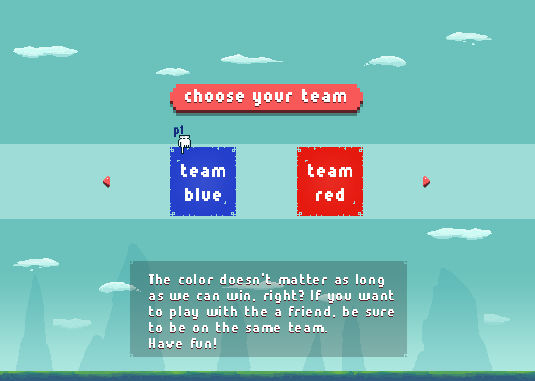 choose your team
p1
team
blue
team
red
The color doesn't matter as long
as we can win, right? If you want
to play with the a friend, be sure
to be on the same team.
Have fun!